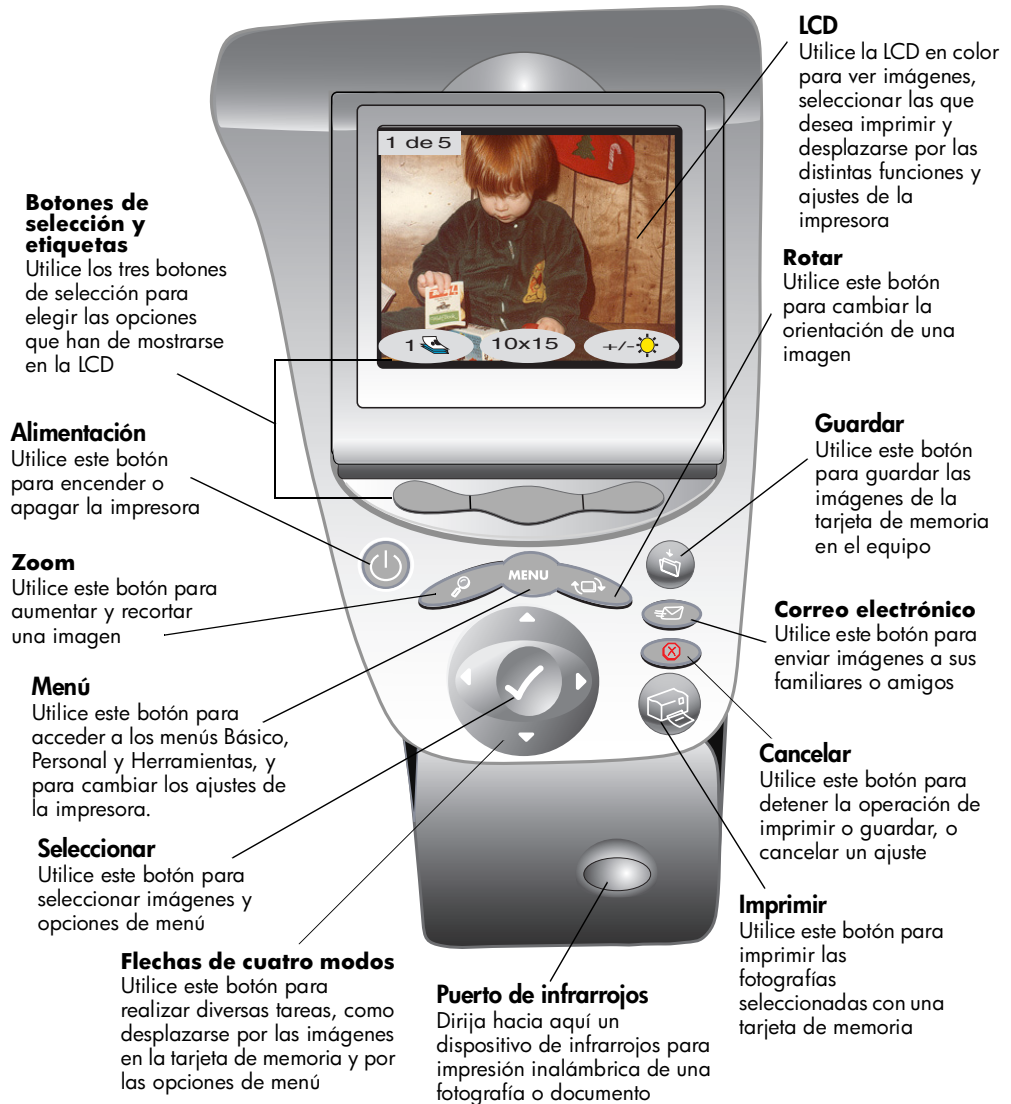 LCD
Utilice la LCD en color
para ver imágenes,
seleccionar las que
desea imprimir y
desplazarse por las
distintas funciones y
ajustes de la
impresora
1 de 5
1
10x15
+/-
Botones de
selección y
etiquetas
Utilice los tres botones
de selección para
elegir las opciones
que han de mostrarse
en la LCD
Rotar
Utilice este botón
para cambiar la
orientación de una
imagen
Alimentación
Utilice este botón
para encender o
apagar la impresora
Guardar
Utilice este botón
para guardar las
imágenes de la
tarjeta de memoria
en el equipo
Zoom
Utilice este botón para
aumentar y recortar
una imagen
MENU
Correo electrónico
Utilice este botón para
enviar imágenes a sus
familiares o amigos
Menú
Utilice este botón para
acceder a los menús Básico,
Personal y Herramientas, y
para cambiar los ajustes de
la impresora.
Cancelar
Utilice este botón para
detener la operación de
imprimir o guardar, o
cancelar un ajuste
Seleccionar
Utilice este botón para
seleccionar imágenes y
opciones de menú
Imprimir
Utilice este botón para
imprimir las
fotografías
seleccionadas con una
tarjeta de memoria
Flechas de cuatro modos
Utilice este botón para
realizar diversas tareas, como
desplazarse por las imágenes
en la tarjeta de memoria y por
las opciones de menú
Puerto de infrarrojos
Dirija hacia aquí un
dispositivo de infrarrojos para
impresión inalámbrica de una
fotografía o documento